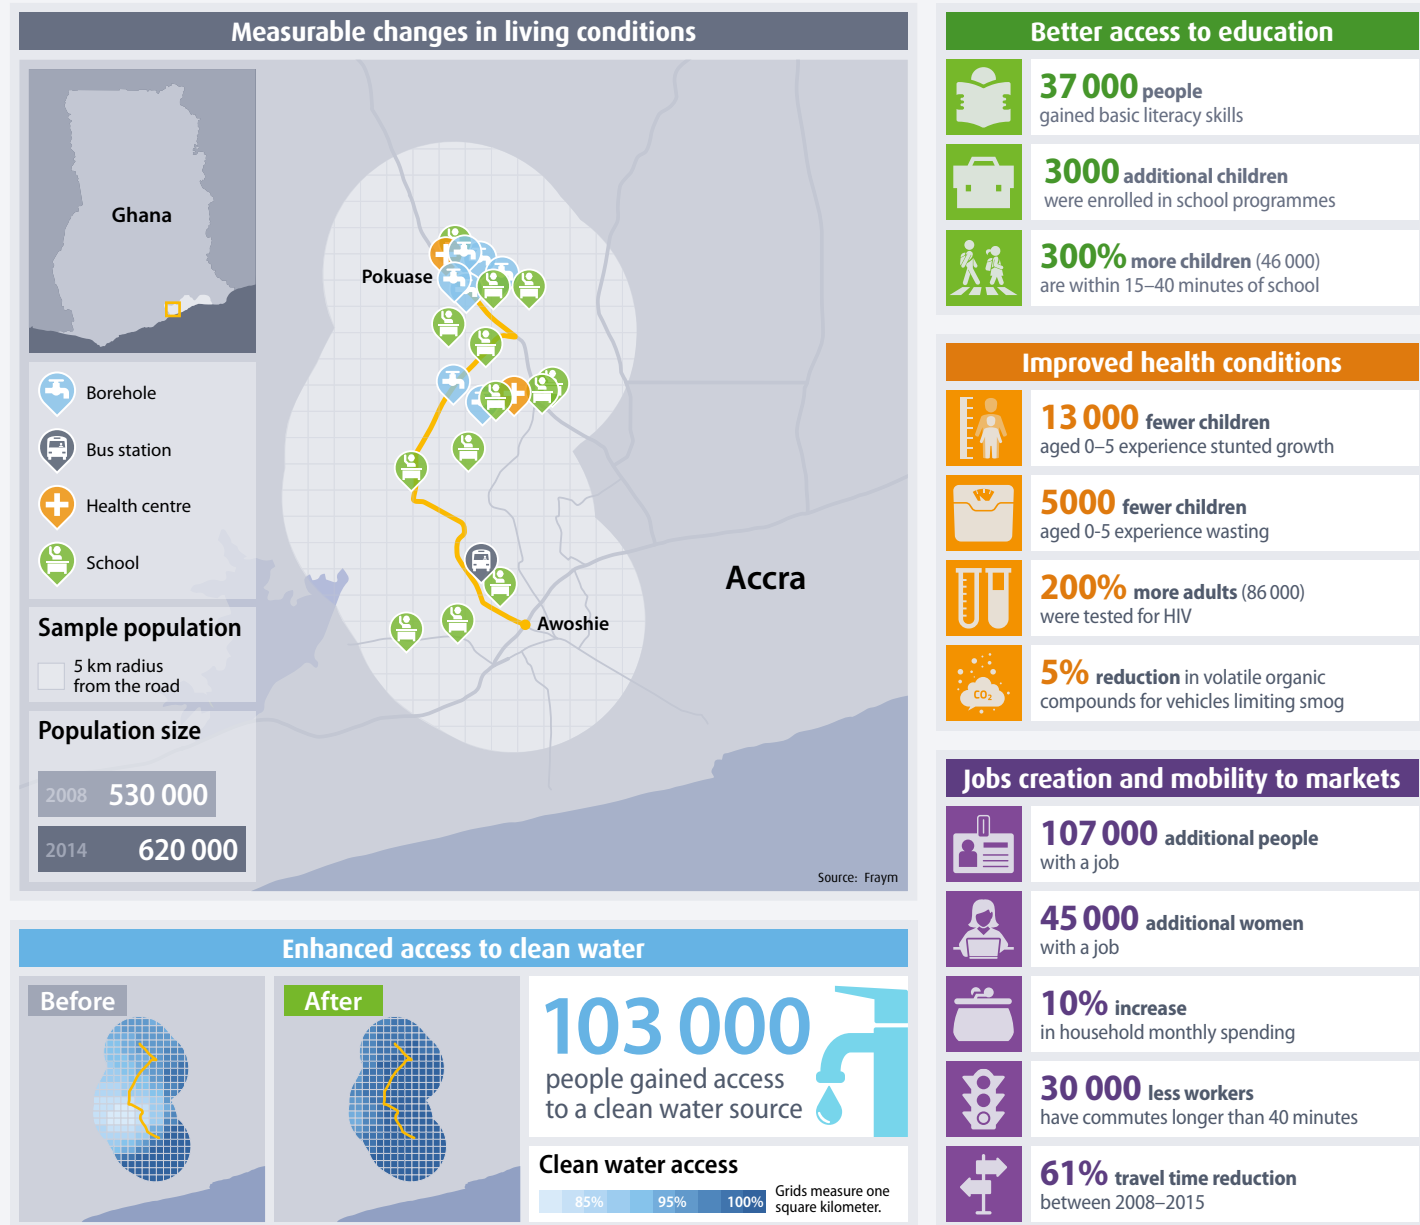 Measurable changes in living conditions
Ghana
Borehole
Bus station
Health centre
School
Sample population
5 km radius
from the road
Population size
2008 530 000
2014 620 000
Pokuase
Accra
Awoshie
Source: Fraym
Enhanced access to clean water
Before
After
103 000
people gained access
to a clean water source
Clean water access
85% 95% 100%
Grids measure one
square kilometer.
Better access to education
37 000 people
gained basic literacy skills
3000 additional children
were enrolled in school programmes
300% more children (46 000)
are within 15–40 minutes of school
Improved health conditions
13 000 fewer children
aged 0–5 experience stunted growth
5000 fewer children
aged 0-5 experience wasting
200% more adults (86 000)
were tested for HIV
CO₂
5% reduction in volatile organic
compounds for vehicles limiting smog
Jobs creation and mobility to markets
107 000 additional people
with a job
45 000 additional women
with a job
10% increase
in household monthly spending
30 000 less workers
have commutes longer than 40 minutes
61% travel time reduction
between 2008–2015